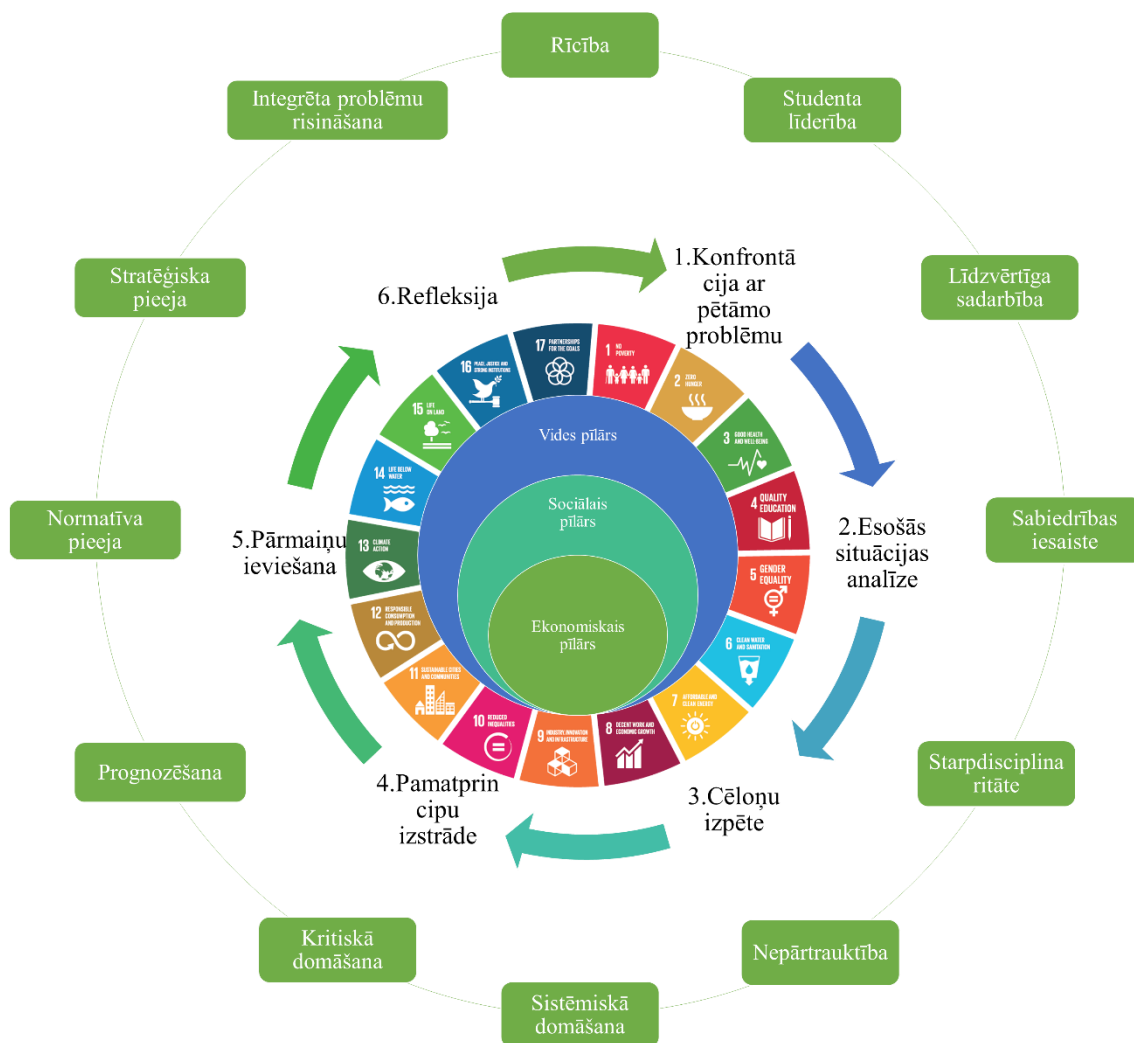 Rīcība
Studenta
līderība
Līdzvērtīga
sadarbība
Sabiedrības
iesaiste
Starpdisciplina
ritāte
Nepārtrauktība
Sistēmiskā
domāšana
Kritiskā
domāšana
Prognozēšana
Normatīva
pieeja
Stratēģiska
pieeja
Integrēta problēmu
risināšana
1.Konfrontā
cija ar
pētāmo
problēmu
2.Esošās
situācijas
analīze
3.Cēloņu
izpēte
4.Pamatprin
cipu
izstrāde
5.Pārmaiņu
ieviešana
6.Refleksija
1 NO
POVERTY
2 ZERO
HUNGER
3 GOOD HEALTH
AND WELL-BEING
4 QUALITY
EDUCATION
5 GENDER
EQUALITY
6 CLEAN WATER
AND SANITATION
7 AFFORDABLE AND
CLEAN ENERGY
8 DECENT WORK AND
ECONOMIC GROWTH
9 INDUSTRY, INNOVATION
AND INFRASTRUCTURE
10 REDUCED
INEQUALITIES
11 SUSTAINABLE CITIES
AND COMMUNITIES
12 RESPONSIBLE
CONSUMPTION
AND PRODUCTION
13 CLIMATE
ACTION
14 LIFE BELOW
WATER
15 LIFE
ON LAND
16 PEACE, JUSTICE AND
STRONG INSTITUTIONS
17 PARTNERSHIPS
FOR THE GOALS
Vides pīlārs
Sociālais
pīlārs
Ekonomiskais
pīlārs